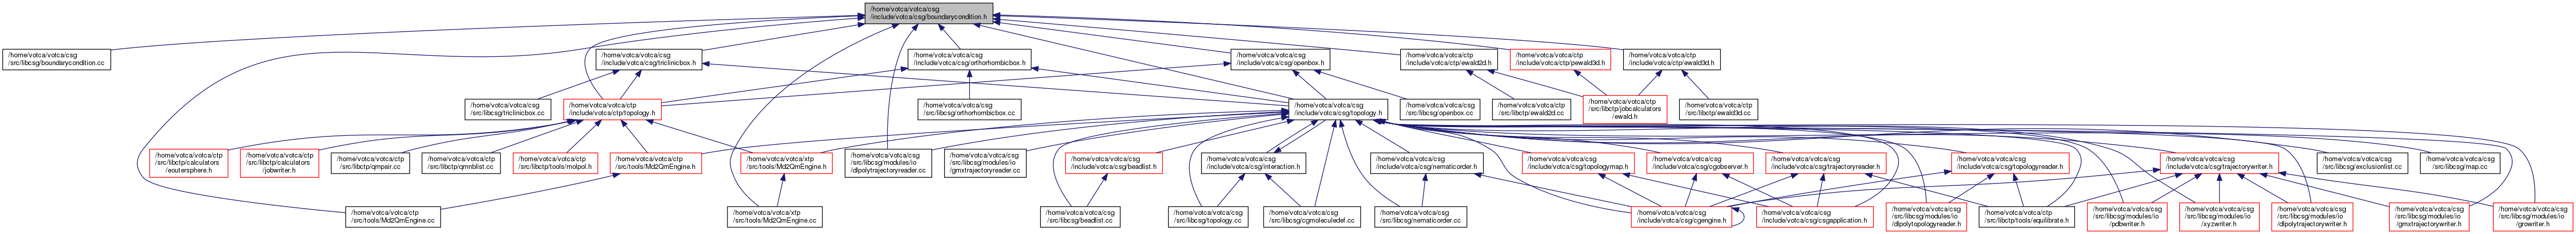 /home/votca/votca/csg
/include/votca/csg/boundarycondition.h
/home/votca/votca/csg
/src/libcsg/boundarycondition.cc
/home/votca/votca/csg
/include/votca/csg/triclinicbox.h
/home/votca/votca/csg
/include/votca/csg/orthorhombicbox.h
/home/votca/votca/csg
/include/votca/csg/openbox.h
/home/votca/votca/ctp
/include/votca/ctp/ewald2d.h
/home/votca/votca/ctp
/include/votca/ctp/pewald3d.h
/home/votca/votca/ctp
/include/votca/ctp/ewald3d.h
/home/votca/votca/csg
/src/libcsg/triclinicbox.cc
/home/votca/votca/ctp
/include/votca/ctp/topology.h
/home/votca/votca/csg
/src/libcsg/orthorhombicbox.cc
/home/votca/votca/csg
/include/votca/csg/topology.h
/home/votca/votca/csg
/src/libcsg/openbox.cc
/home/votca/votca/ctp
/src/libctp/ewald2d.cc
/home/votca/votca/ctp
/src/libctp/jobcalculators
/ewald.h
/home/votca/votca/ctp
/src/libctp/ewald3d.cc
/home/votca/votca/ctp
/src/libctp/calculators
/eoutersphere.h
/home/votca/votca/ctp
/src/libctp/calculators
/jobwriter.h
/home/votca/votca/ctp
/src/libctp/qmpair.cc
/home/votca/votca/ctp
/src/libctp/qmnblist.cc
/home/votca/votca/ctp
/src/libctp/tools/molpol.h
/home/votca/votca/ctp
/src/tools/Md2QmEngine.h
/home/votca/votca/xtp
/src/tools/Md2QmEngine.h
/home/votca/votca/csg
/src/libcsg/modules/io
/dlpolytrajectoryreader.cc
/home/votca/votca/csg
/src/libcsg/modules/io
/gmxtrajectoryreader.cc
/home/votca/votca/csg
/include/votca/csg/beadlist.h
/home/votca/votca/csg
/include/votca/csg/interaction.h
/home/votca/votca/csg
/include/votca/csg/nematicorder.h
/home/votca/votca/csg
/include/votca/csg/topologymap.h
/home/votca/votca/csg
/include/votca/csg/cgobserver.h
/home/votca/votca/csg
/include/votca/csg/trajectoryreader.h
/home/votca/votca/csg
/include/votca/csg/topologyreader.h
/home/votca/votca/csg
/include/votca/csg/trajectorywriter.h
/home/votca/votca/csg
/src/libcsg/exclusionlist.cc
/home/votca/votca/csg
/src/libcsg/map.cc
/home/votca/votca/ctp
/src/tools/Md2QmEngine.cc
/home/votca/votca/xtp
/src/tools/Md2QmEngine.cc
/home/votca/votca/csg
/src/libcsg/beadlist.cc
/home/votca/votca/csg
/src/libcsg/topology.cc
/home/votca/votca/csg
/src/libcsg/cgmoleculedef.cc
/home/votca/votca/csg
/src/libcsg/nematicorder.cc
/home/votca/votca/csg
/include/votca/csg/cgengine.h
/home/votca/votca/csg
/include/votca/csg/csgapplication.h
/home/votca/votca/csg
/src/libcsg/modules/io
/dlpolytopologyreader.h
/home/votca/votca/ctp
/src/libctp/tools/equilibrate.h
/home/votca/votca/csg
/src/libcsg/modules/io
/pdbwriter.h
/home/votca/votca/csg
/src/libcsg/modules/io
/xyzwriter.h
/home/votca/votca/csg
/src/libcsg/modules/io
/dlpolytrajectorywriter.h
/home/votca/votca/csg
/src/libcsg/modules/io
/gmxtrajectorywriter.h
/home/votca/votca/csg
/src/libcsg/modules/io
/growriter.h